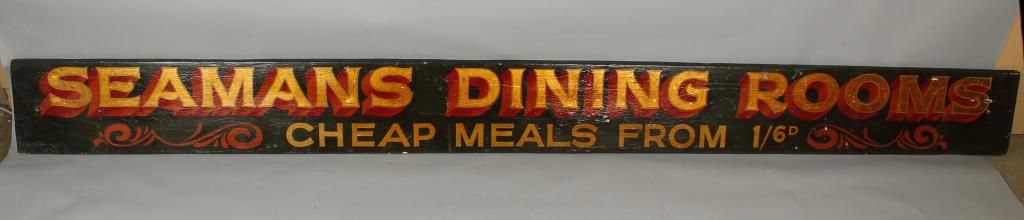 SEAMANS DINING ROOMS
CHEAP MEALS FROM 1/6D